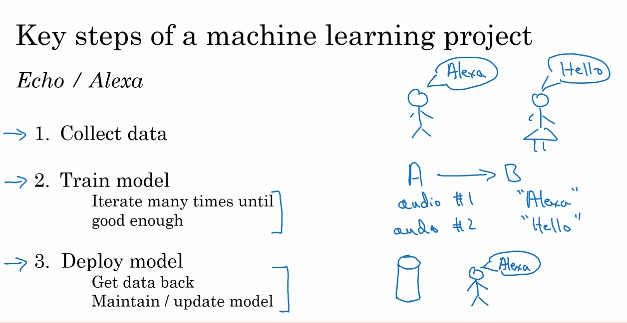 Key steps of a machine learning project
Echo / Alexa
Alexa
Hello
1. Collect data
2. Train model
Iterate many times until
good enough
A B
audio #1 "Alexa"
audio #2 "Hello"
3. Deploy model
Get data back
Maintain / update model
Alexa